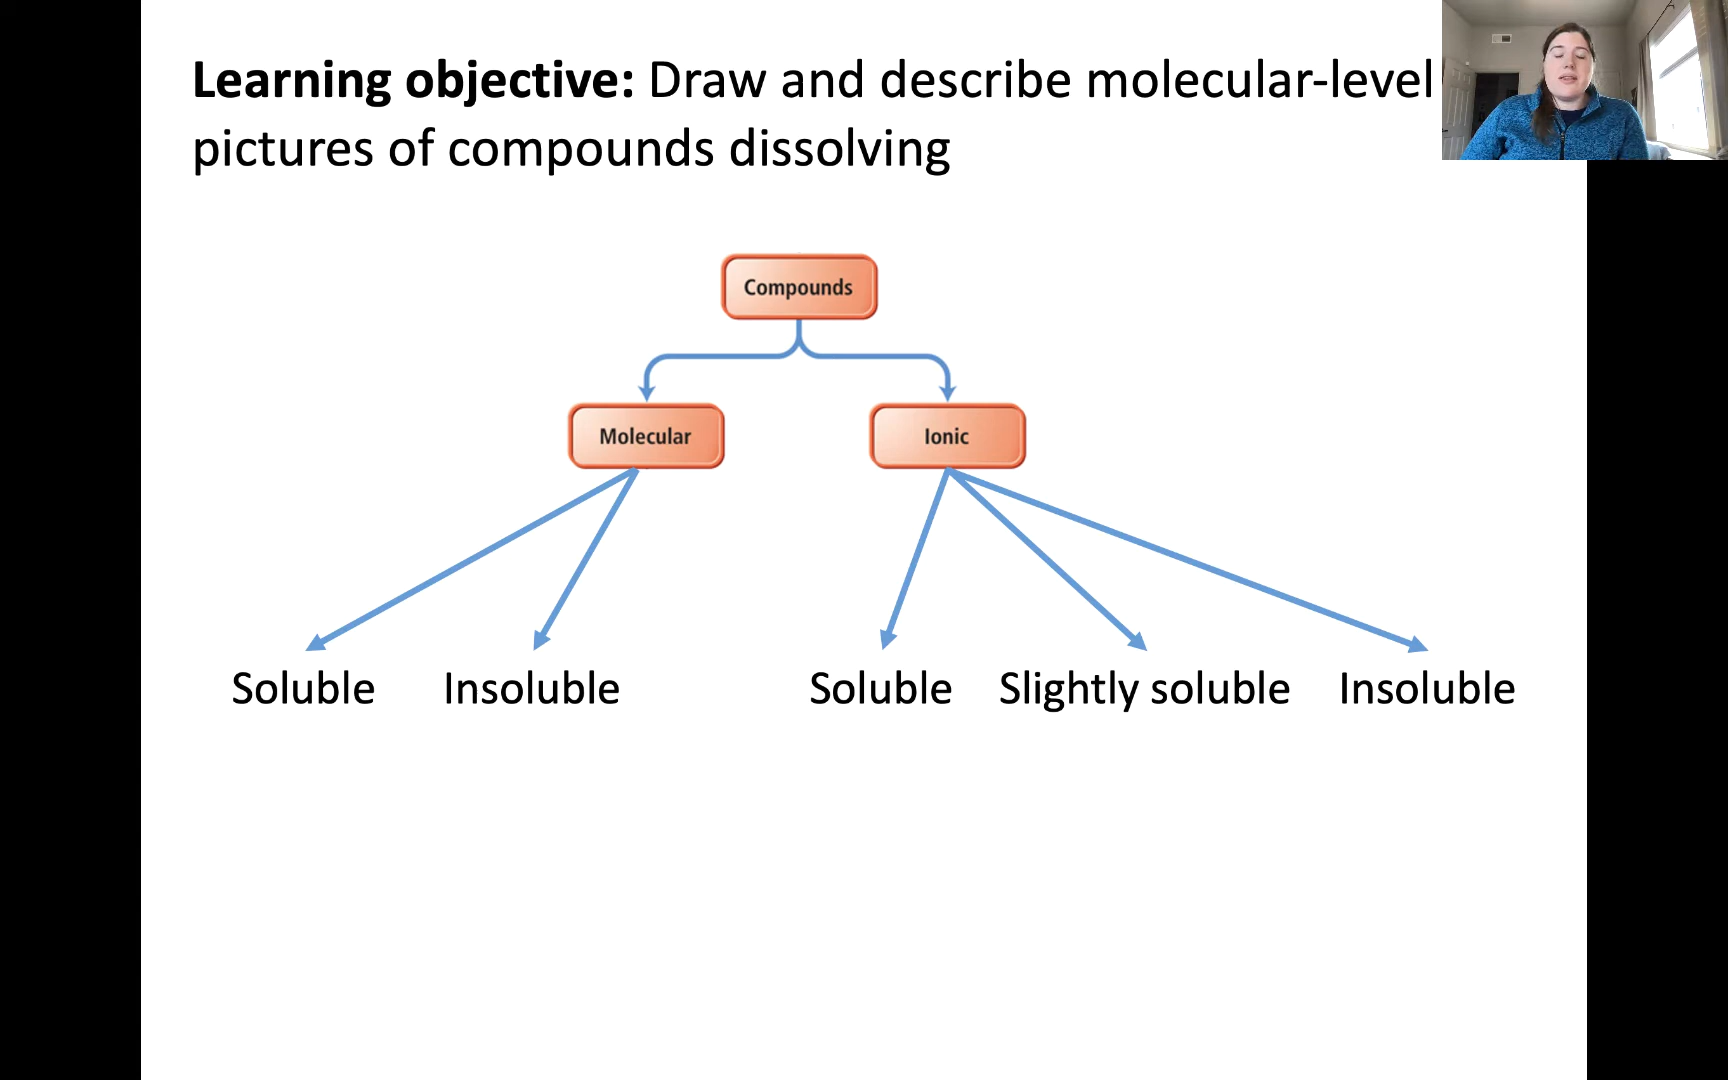 Learning objective: Draw and describe molecular-level
pictures of compounds dissolving
Compounds
Molecular Ionic
Soluble Insoluble Soluble Slightly soluble Insoluble